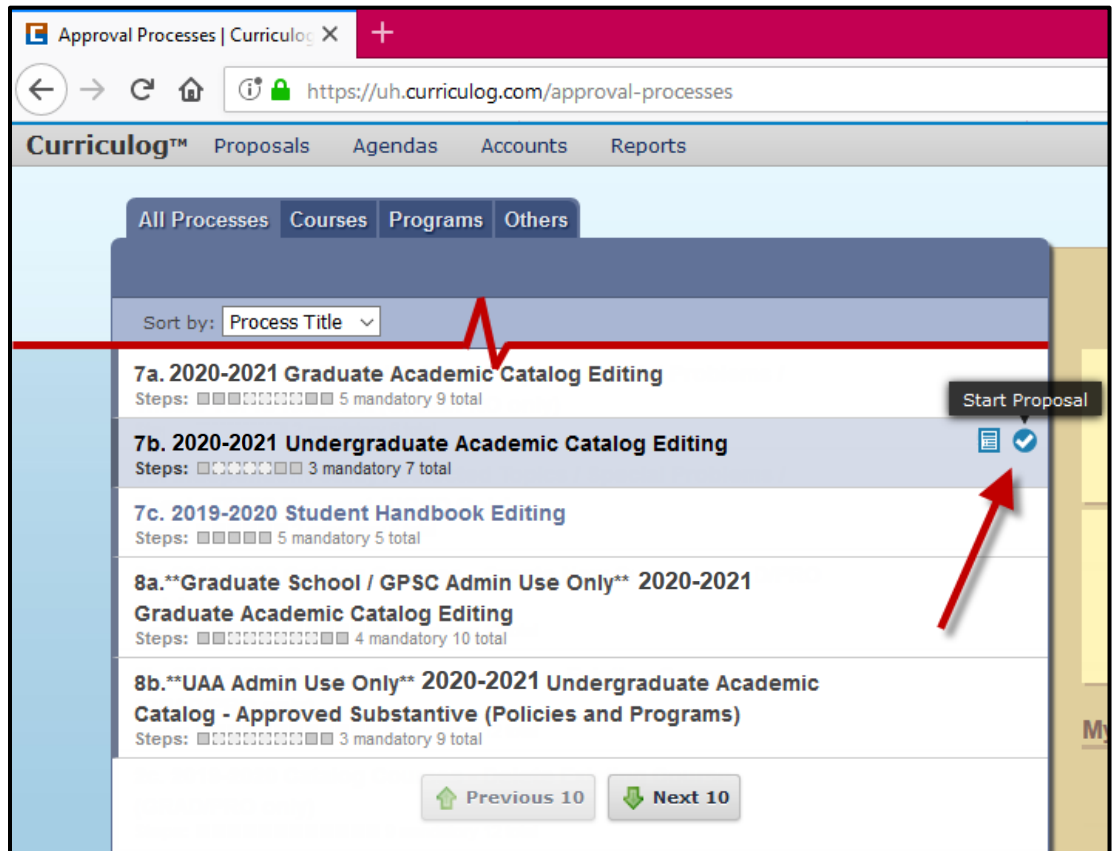 Approval Processes | Curriculog
https://uh.curriculog.com/approval-processes
Curriculog™ Proposals Agendas Accounts Reports
All Processes Courses Programs Others
Sort by: Process Title
7a. 2020-2021 Graduate Academic Catalog Editing
Steps: 5 mandatory 9 total
Start Proposal
7b. 2020-2021 Undergraduate Academic Catalog Editing
Steps: 3 mandatory 7 total
7c. 2019-2020 Student Handbook Editing
Steps: 5 mandatory 5 total
8a.**Graduate School / GPSC Admin Use Only** 2020-2021
Graduate Academic Catalog Editing
Steps: 4 mandatory 10 total
8b.**UAA Admin Use Only** 2020-2021 Undergraduate Academic
Catalog - Approved Substantive (Policies and Programs)
Steps: 3 mandatory 9 total
My
Previous 10 Next 10